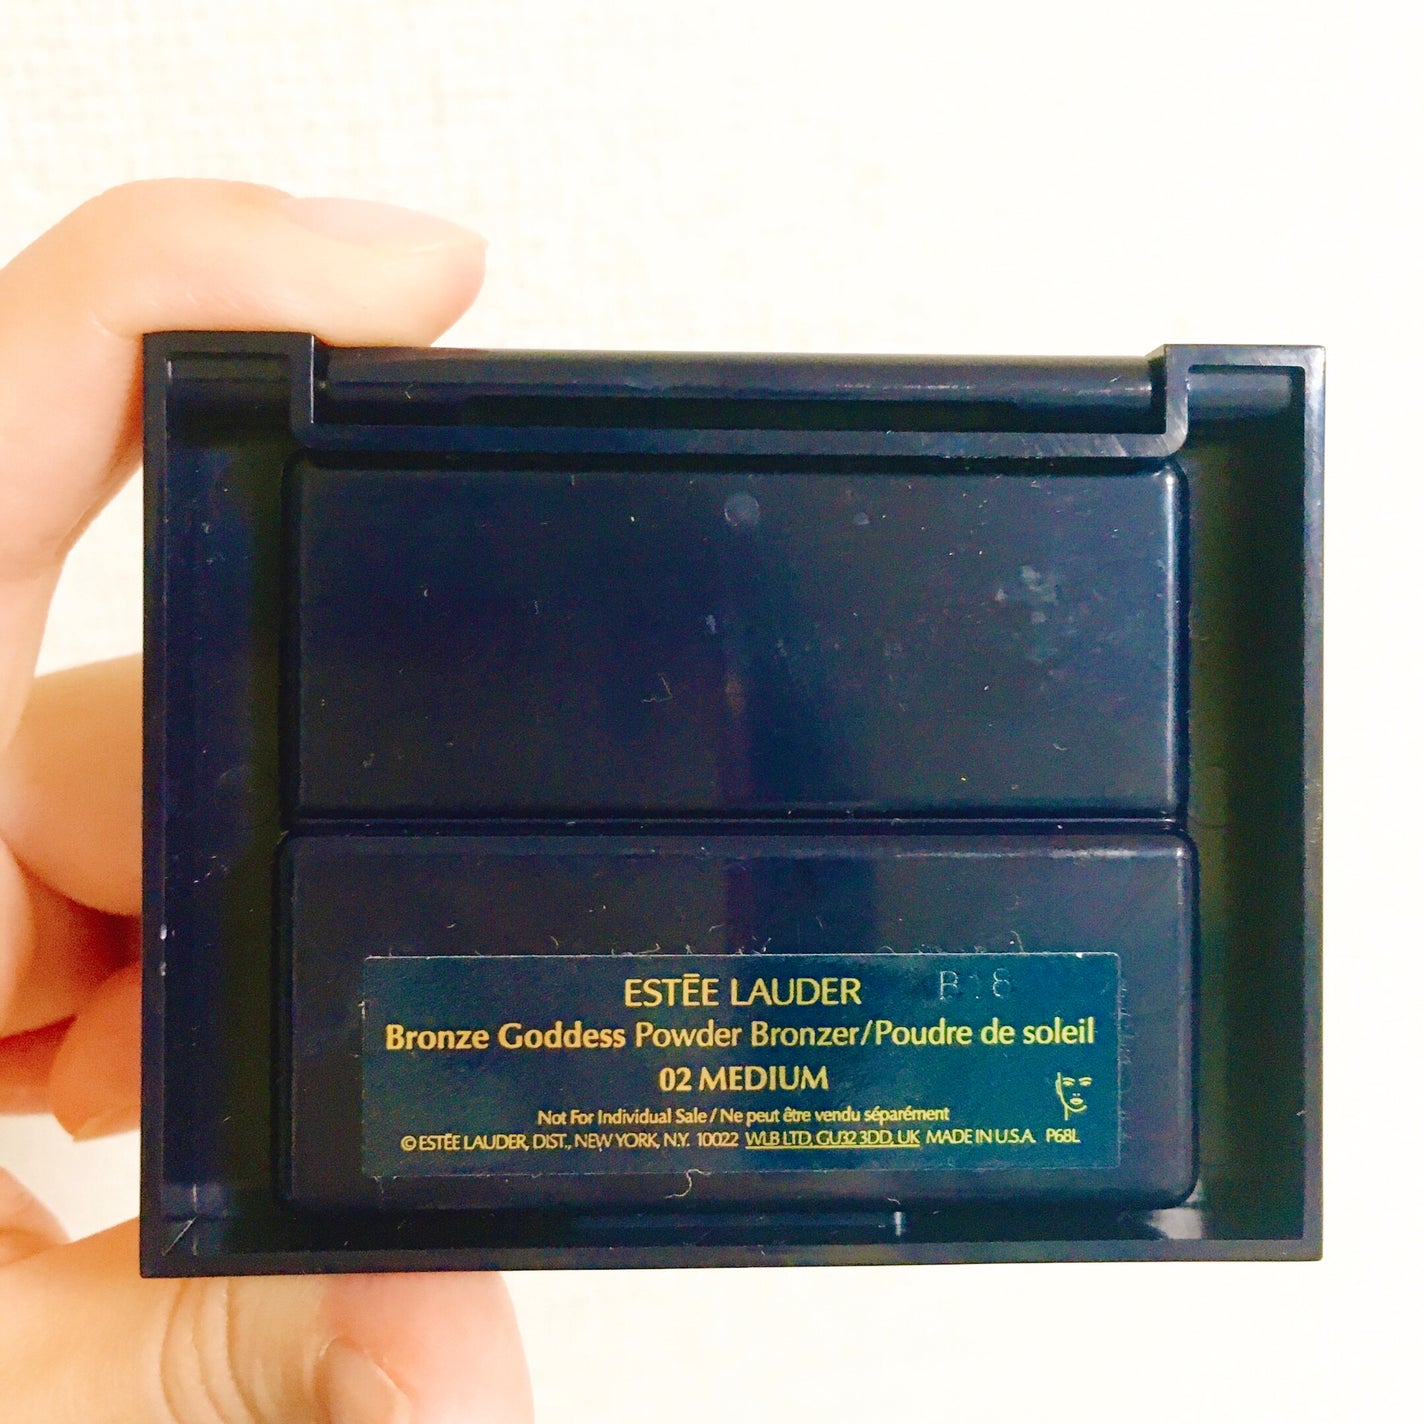 ESTĒE LAUDER
Bronze Goddess Powder Bronzer/Poudre de soleil
02 MEDIUM
Not For Individual Sale / Ne peut être vendu séparément
© ESTĒE LAUDER, DIST., NEW YORK, N.Y. 10022 WLB LTD, GU32 3DD, UK MADE IN U.S.A. P68L